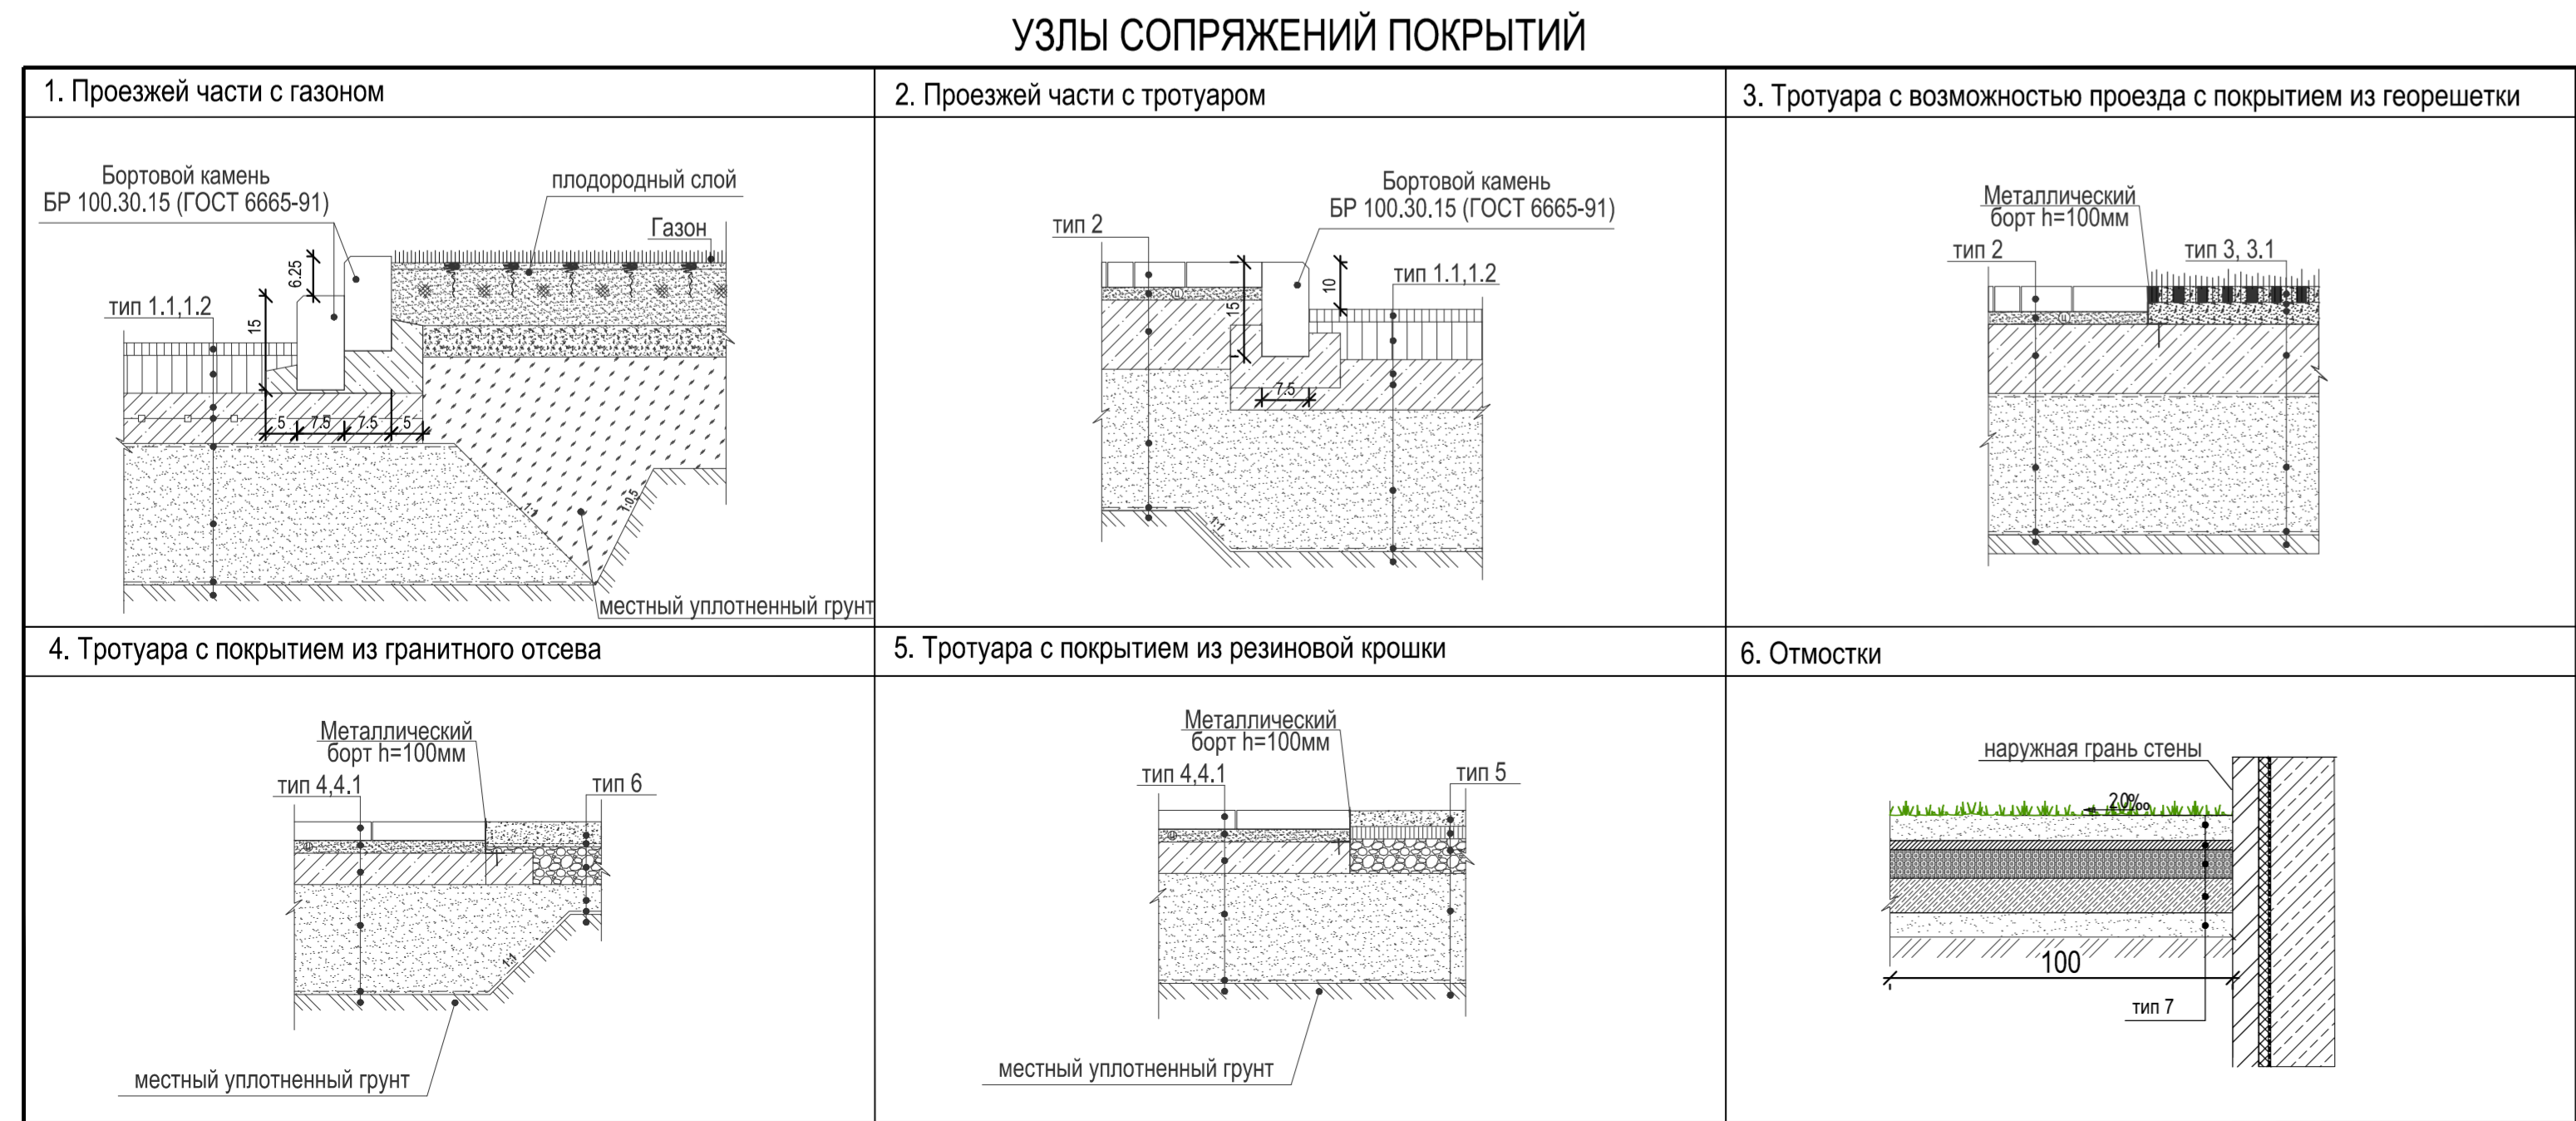 УЗЛЫ СОПРЯЖЕНИЙ ПОКРЫТИЙ
1. Проезжей части с газоном
Бортовой камень
БР 100.30.15 (ГОСТ 6665-91)
плодородный слой
Газон
6.25
15
тип 1.1,1.2
5
7.5
7.5
5
1:1
1:0,5
местный уплотненный грунт
2. Проезжей части с тротуаром
Бортовой камень
БР 100.30.15 (ГОСТ 6665-91)
тип 2
тип 1.1,1.2
10
15
ц
7.5
1:1
3. Тротуара с возможностью проезда с покрытием из георешетки
Металлический
борт h=100мм
тип 2
тип 3, 3.1
ц
4. Тротуара с покрытием из гранитного отсева
Металлический
борт h=100мм
тип 4,4.1
тип 6
ц
1:1
местный уплотненный грунт
5. Тротуара с покрытием из резиновой крошки
Металлический
борт h=100мм
тип 4,4.1
тип 5
ц
местный уплотненный грунт
6. Отмостки
наружная грань стены
20‰
100
тип 7